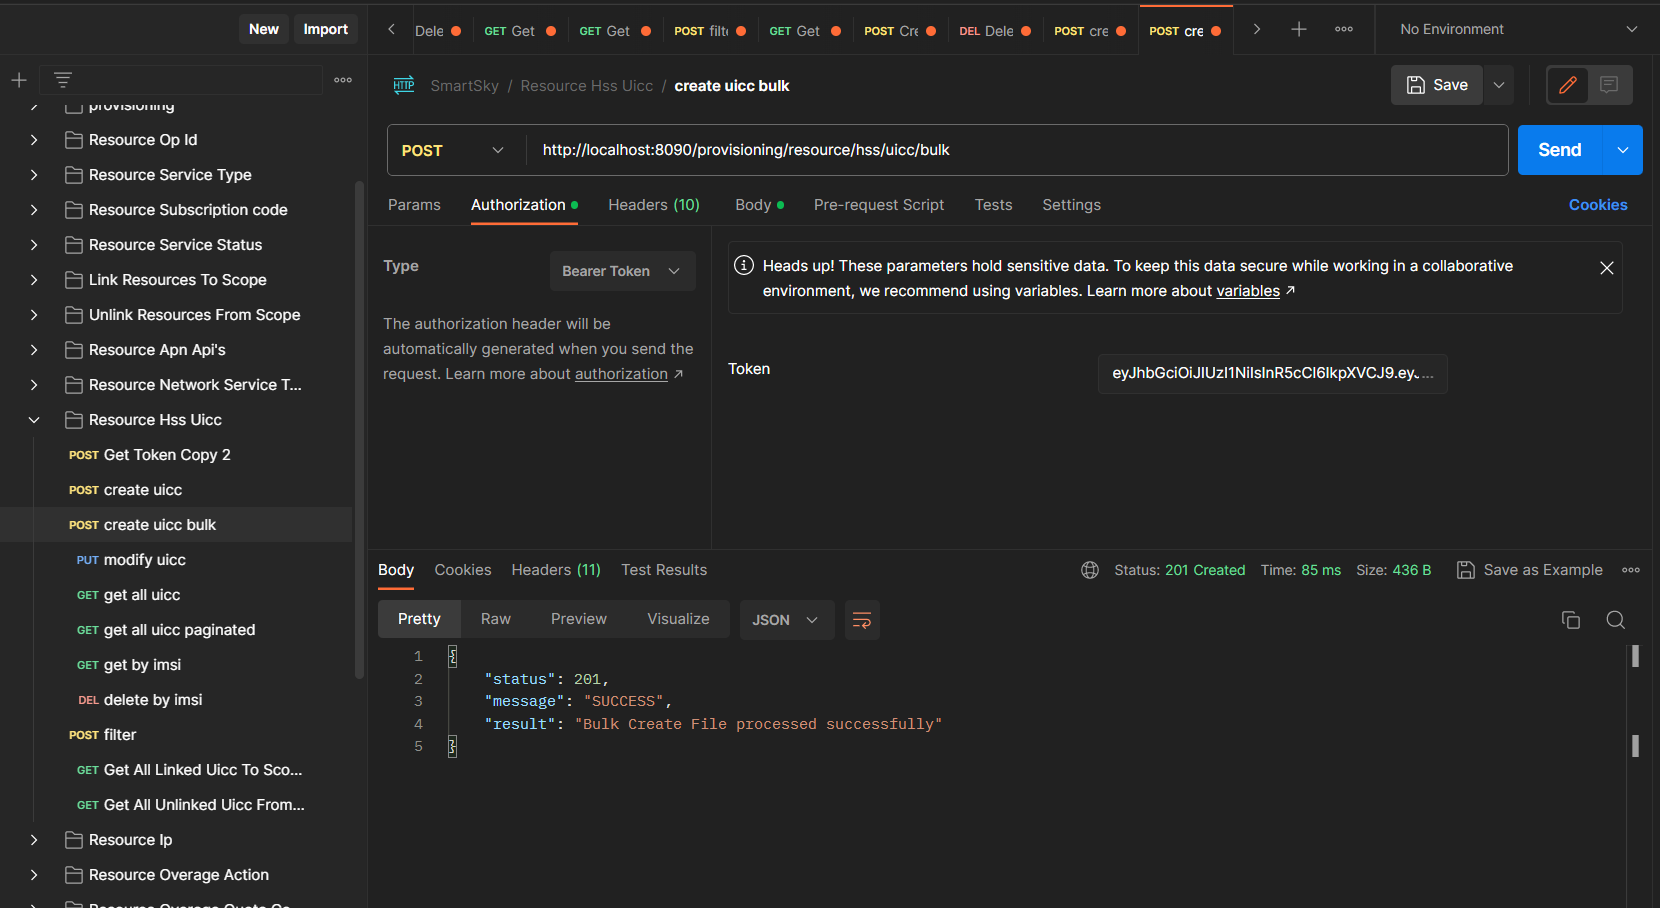 New
Import
Dele
GET Get
GET Get
POST filt
GET Get
POST Cre
DEL Dele
POST cre
POST cre
No Environment
provisioning
Resource Op Id
Resource Service Type
Resource Subscription code
Resource Service Status
Link Resources To Scope
Unlink Resources From Scope
Resource Apn Api's
Resource Network Service T...
Resource Hss Uicc
POST Get Token Copy 2
POST create uicc
POST create uicc bulk
PUT modify uicc
GET get all uicc
GET get all uicc paginated
GET get by imsi
DEL delete by imsi
POST filter
GET Get All Linked Uicc To Sco...
GET Get All Unlinked Uicc From...
Resource Ip
Resource Overage Action
HTTP SmartSky / Resource Hss Uicc / create uicc bulk
Save
POST http://localhost:8090/provisioning/resource/hss/uicc/bulk
Send
Params Authorization Headers (10) Body Pre-request Script Tests Settings
Cookies
Type
Bearer Token
The authorization header will be
automatically generated when you send the
request. Learn more about authorization ↗
Heads up! These parameters hold sensitive data. To keep this data secure while working in a collaborative
environment, we recommend using variables. Learn more about variables ↗
Token
eyJhbGciOiJIUzI1NiIsInR5cCI6IkpXVCJ9.eyJ...
Body Cookies Headers (11) Test Results
Status: 201 Created Time: 85 ms Size: 436 B
Save as Example
Pretty Raw Preview Visualize JSON
1 {
2 "status": 201,
3 "message": "SUCCESS",
4 "result": "Bulk Create File processed successfully"
5 }